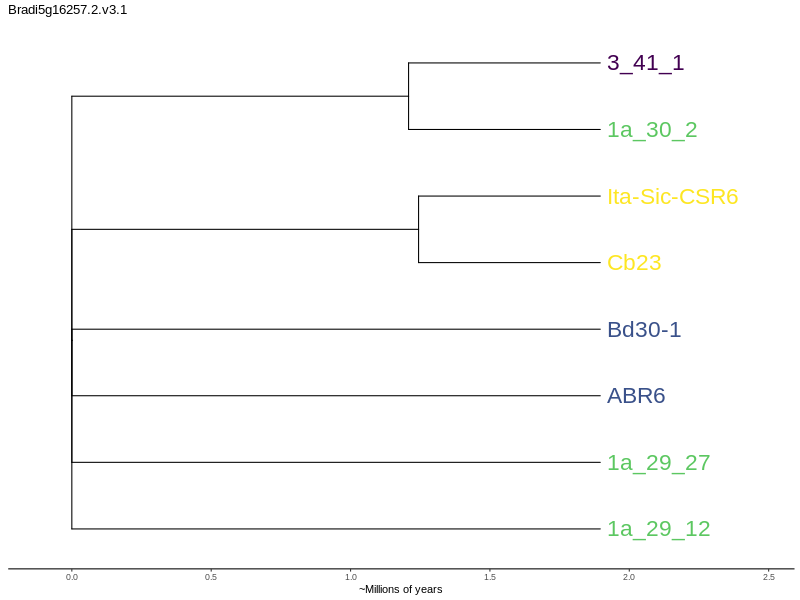 Bradi5g16257.2.v3.1
3_41_1
1a_30_2
Ita-Sic-CSR6
Cb23
Bd30-1
ABR6
1a_29_27
1a_29_12
0.0 0.5 1.0 1.5 2.0 2.5
~Millions of years